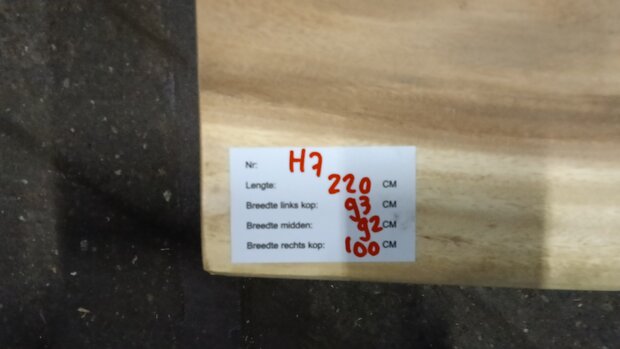 Nr: H7
Lengte: 220 CM
Breedte links kop: 93 CM
Breedte midden: 92 CM
Breedte rechts kop: 100 CM